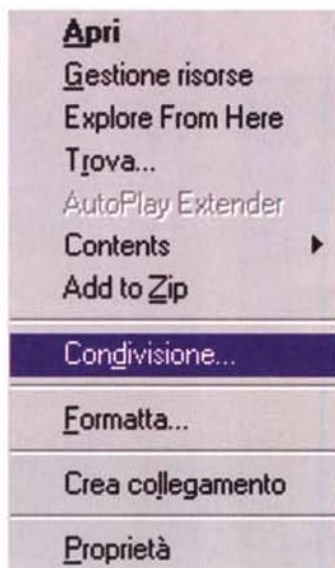 Apri
Gestione risorse
Explore From Here
Trova...
AutoPlay Extender
Contents
Add to Zip
Condivisione...
Formatta...
Crea collegamento
Proprietà